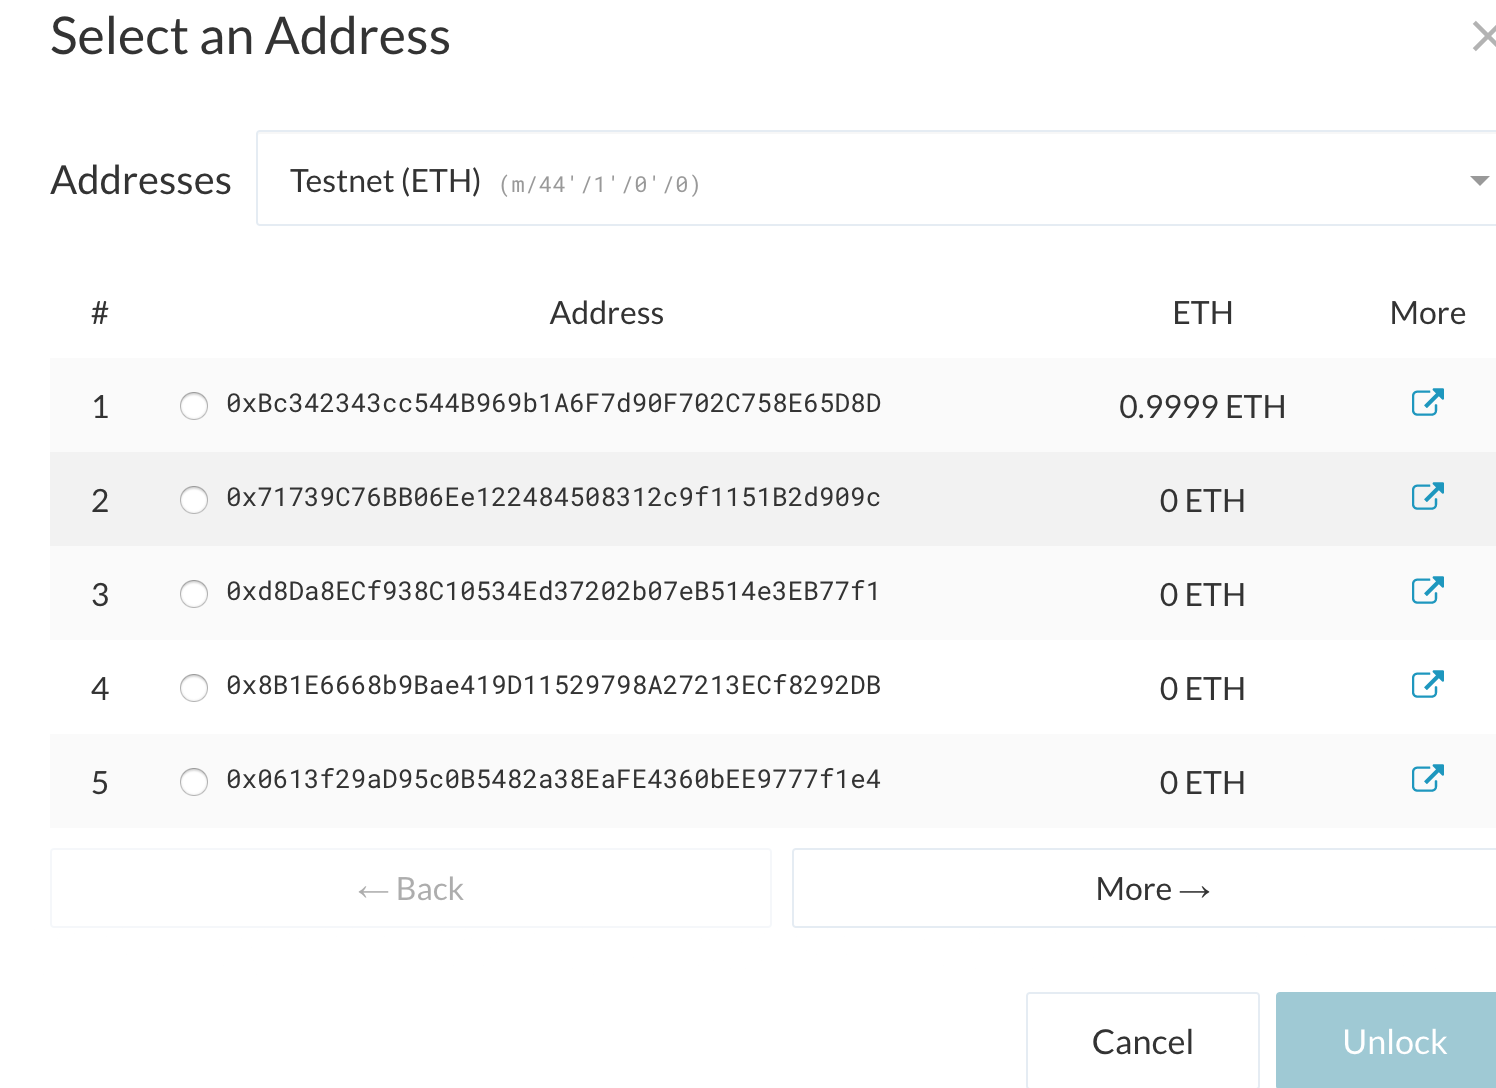 Select an Address
Addresses Testnet (ETH) (m/44'/1'/0'/0)
# Address ETH More
1 0xBc342343cc544B969b1A6F7d90F702C758E65D8D 0.9999 ETH
2 0x71739C76BB06Ee122484508312c9f1151B2d909c 0 ETH
3 0xd8Da8ECf938C10534Ed37202b07eB514e3EB77f1 0 ETH
4 0x8B1E6668b9Bae419D11529798A27213ECf8292DB 0 ETH
5 0x0613f29aD95c0B5482a38EaFE4360bEE9777f1e4 0 ETH
← Back More →
Cancel Unlock